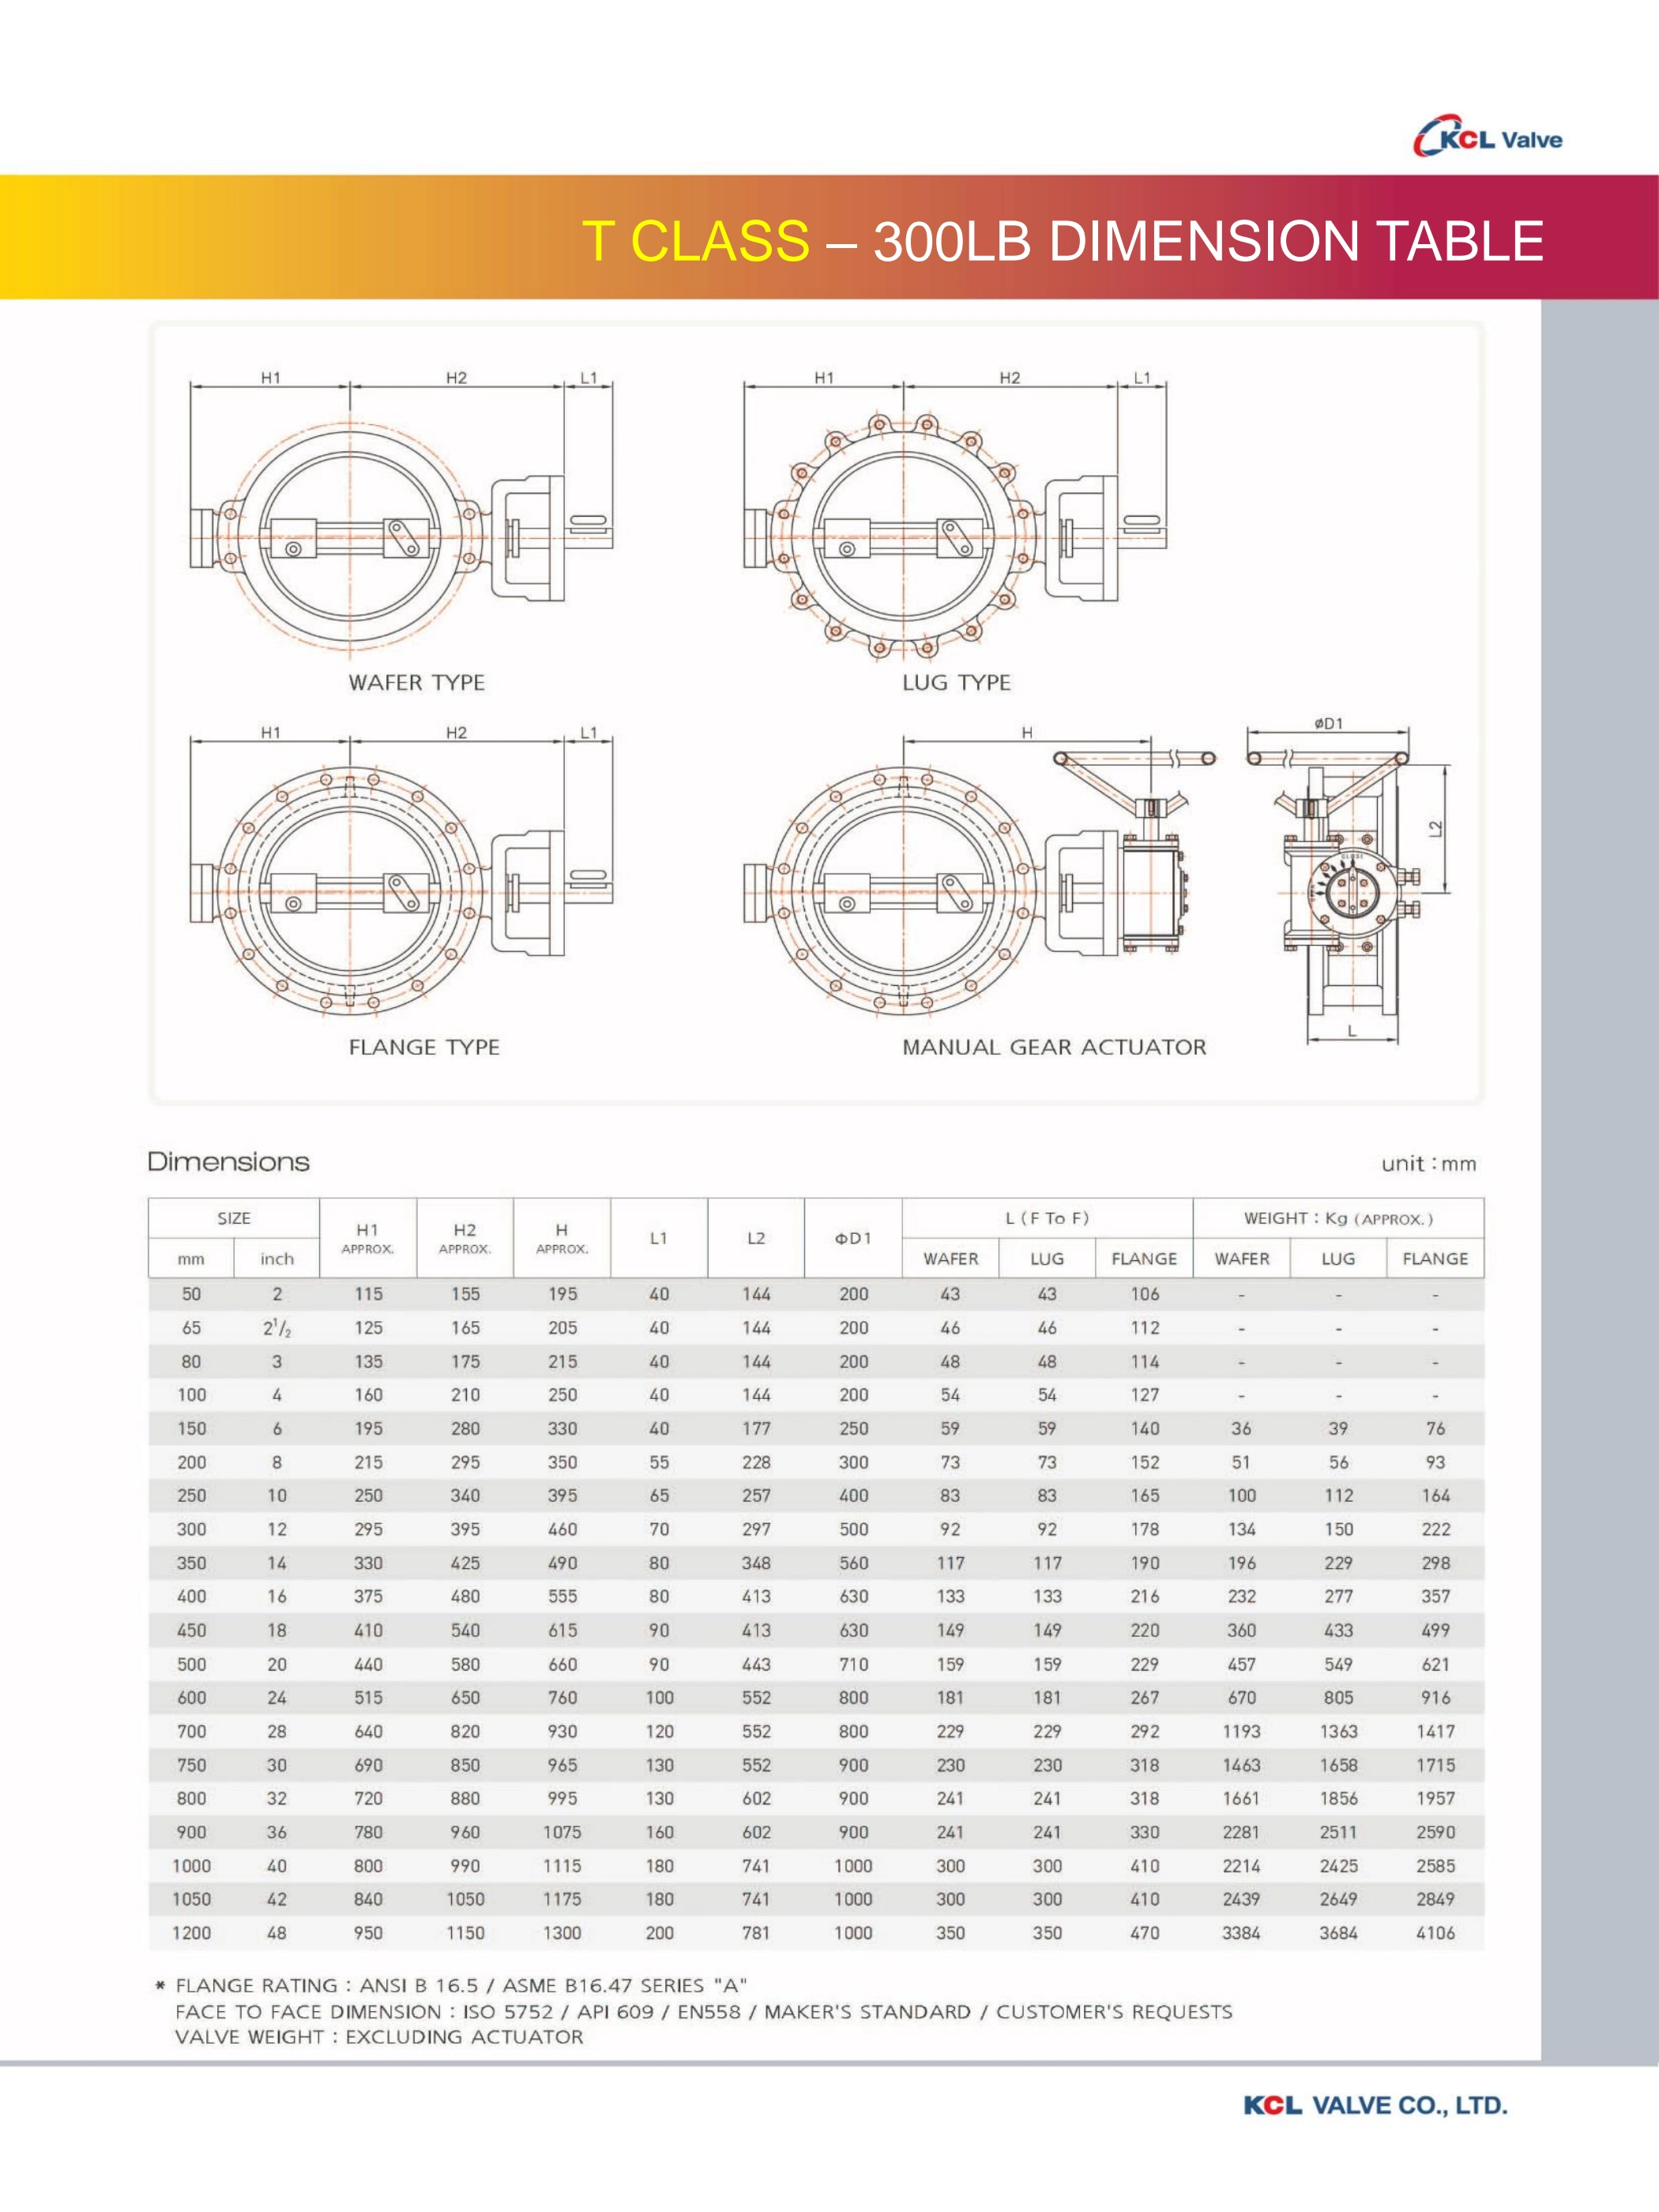 KCL Valve
T CLASS – 300LB DIMENSION TABLE
H1 H2 L1 H1 H2 L1
WAFER TYPE LUG TYPE
H1 H2 L1 H øD1
L2
CLOSE
L
FLANGE TYPE MANUAL GEAR ACTUATOR
Dimensions unit : mm
SIZE H1 APPROX. H2 APPROX. H APPROX. L1 L2 ΦD1 L ( F To F ) WEIGHT : Kg ( APPROX. )
mm inch WAFER LUG FLANGE WAFER LUG FLANGE
50 2 115 155 195 40 144 200 43 43 106 - - -
65 2 1/2 125 165 205 40 144 200 46 46 112 - - -
80 3 135 175 215 40 144 200 48 48 114 - - -
100 4 160 210 250 40 144 200 54 54 127 - - -
150 6 195 280 330 40 177 250 59 59 140 36 39 76
200 8 215 295 350 55 228 300 73 73 152 51 56 93
250 10 250 340 395 65 257 400 83 83 165 100 112 164
300 12 295 395 460 70 297 500 92 92 178 134 150 222
350 14 330 425 490 80 348 560 117 117 190 196 229 298
400 16 375 480 555 80 413 630 133 133 216 232 277 357
450 18 410 540 615 90 413 630 149 149 220 360 433 499
500 20 440 580 660 90 443 710 159 159 229 457 549 621
600 24 515 650 760 100 552 800 181 181 267 670 805 916
700 28 640 820 930 120 552 800 229 229 292 1193 1363 1417
750 30 690 850 965 130 552 900 230 230 318 1463 1658 1715
800 32 720 880 995 130 602 900 241 241 318 1661 1856 1957
900 36 780 960 1075 160 602 900 241 241 330 2281 2511 2590
1000 40 800 990 1115 180 741 1000 300 300 410 2214 2425 2585
1050 42 840 1050 1175 180 741 1000 300 300 410 2439 2649 2849
1200 48 950 1150 1300 200 781 1000 350 350 470 3384 3684 4106
* FLANGE RATING : ANSI B 16.5 / ASME B16.47 SERIES "A"
FACE TO FACE DIMENSION : ISO 5752 / API 609 / EN558 / MAKER'S STANDARD / CUSTOMER'S REQUESTS
VALVE WEIGHT : EXCLUDING ACTUATOR
KCL VALVE CO., LTD.